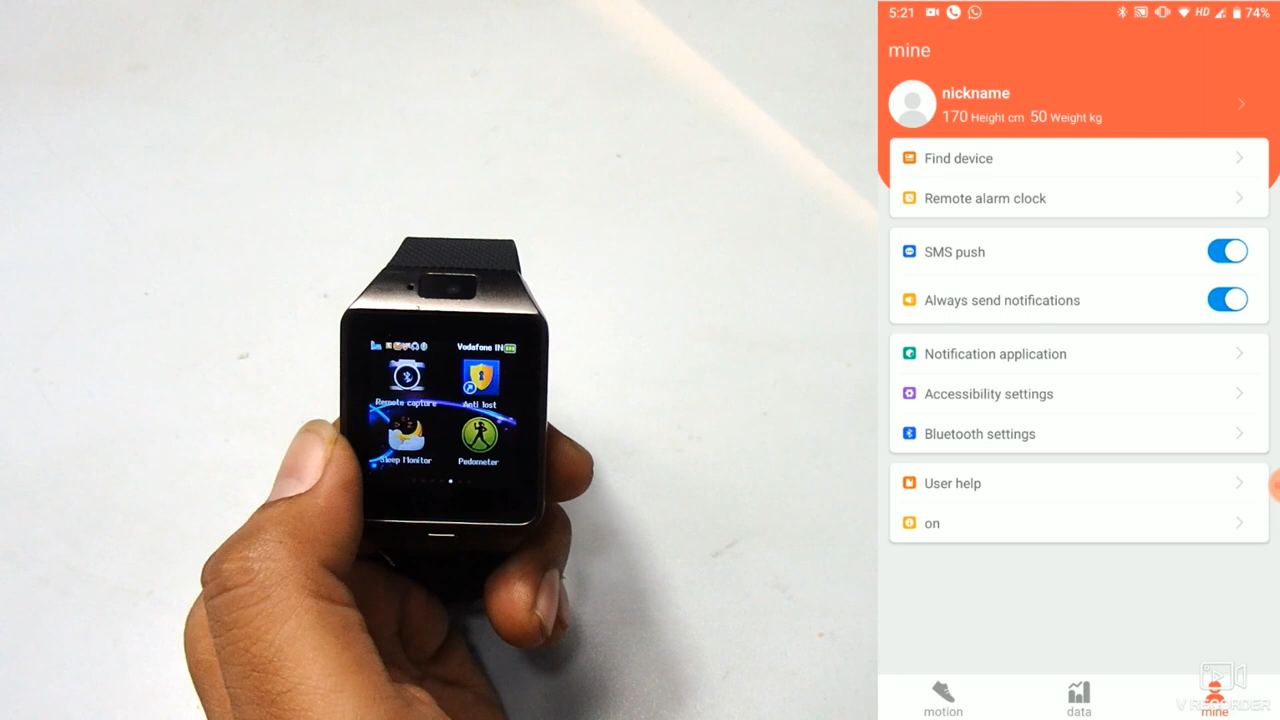 Vodafone IN
Remote capture
Anti lost
Sleep Monitor
Pedometer
5:21
HD
74%
mine
nickname
170 Height cm 50 Weight kg
Find device
Remote alarm clock
SMS push
Always send notifications
Notification application
Accessibility settings
Bluetooth settings
User help
on
motion
data
mine
V RECORDER